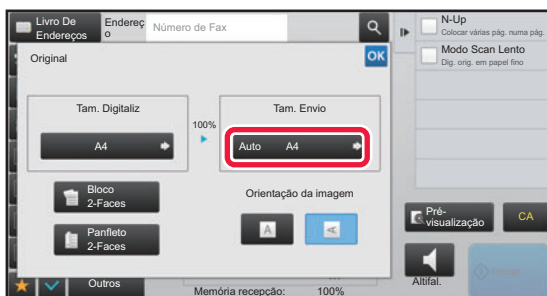 Livro De
Endereços
Endereç
o
Número de Fax
N-Up
Colocar várias pág. numa pág.
Modo Scan Lento
Dig. orig. em papel fino
Original
OK
Tam. Digitaliz
100%
Tam. Envio
A4
Auto A4
Bloco
2-Faces
Orientação da imagem
Panfleto
2-Faces
A
A
Pré-
visualização
CA
Outros
Memória recepção: 100%
Altifal.